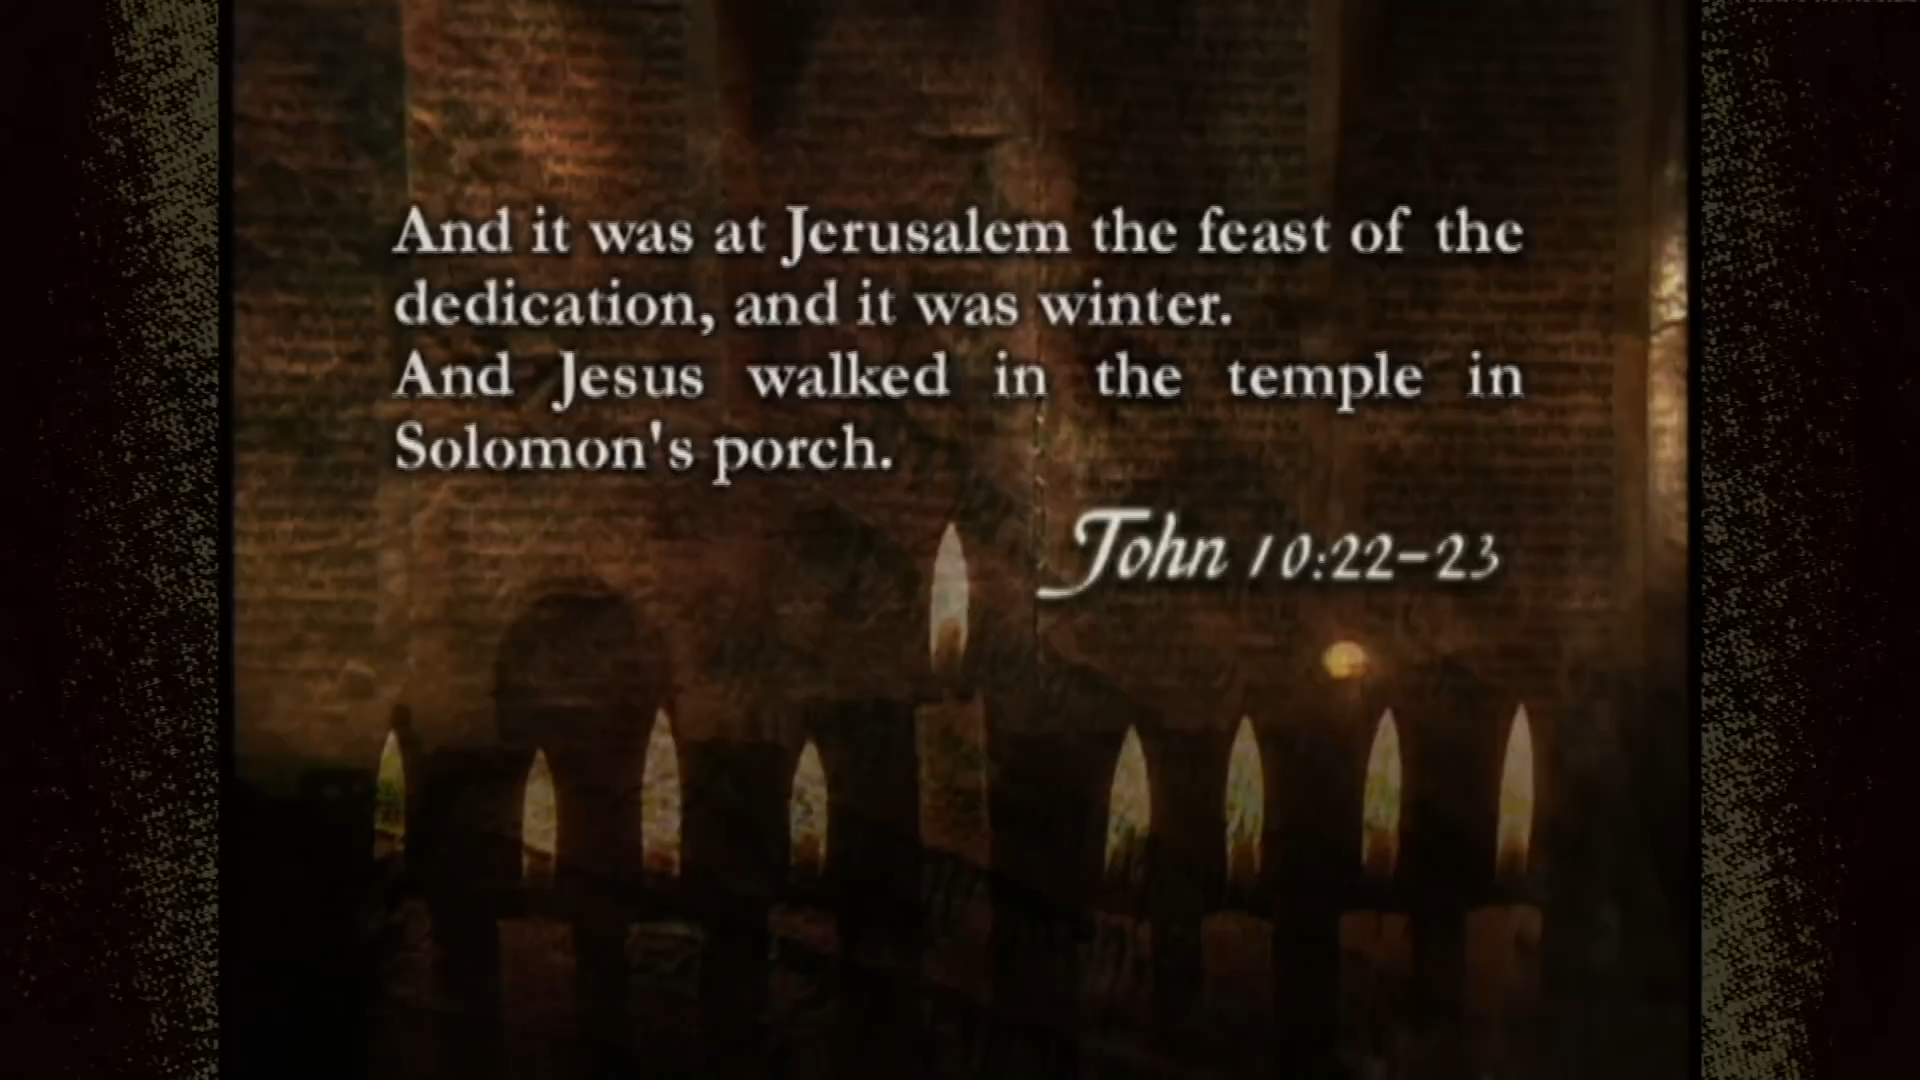 And it was at Jerusalem the feast of the
dedication, and it was winter.
And Jesus walked in the temple in
Solomon's porch.
John 10:22-23